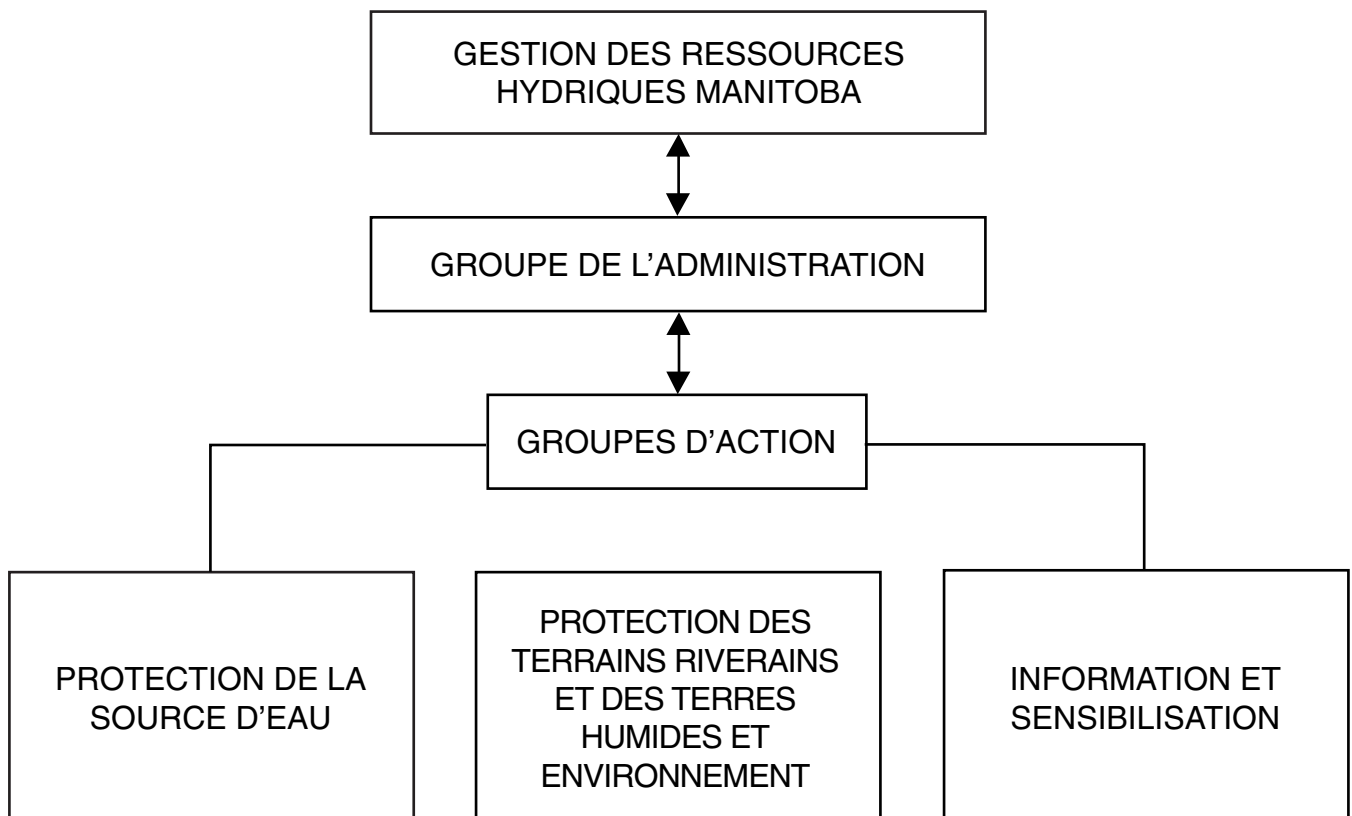 GESTION DES RESSOURCES
HYDRIQUES MANITOBA
GROUPE DE L'ADMINISTRATION
GROUPES D'ACTION
PROTECTION DE LA
SOURCE D'EAU
PROTECTION DES
TERRAINS RIVERAINS
ET DES TERRES
HUMIDES ET
ENVIRONNEMENT
INFORMATION ET
SENSIBILISATION